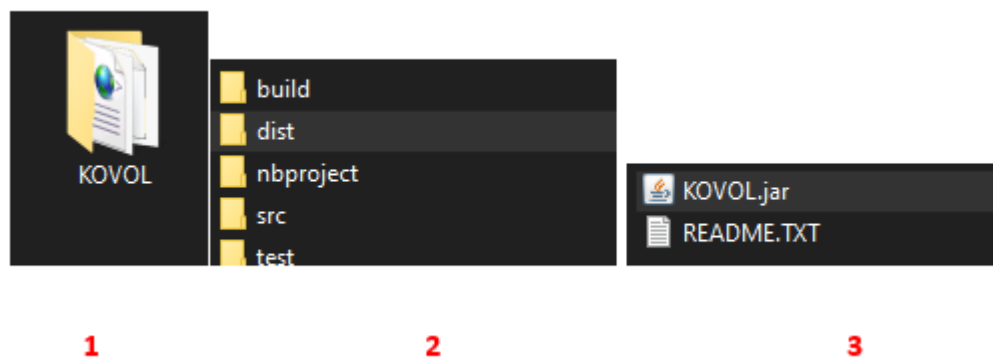 KOVOL
build
dist
nbproject
src
test
KOVOL.jar
README.TXT
1
2
3